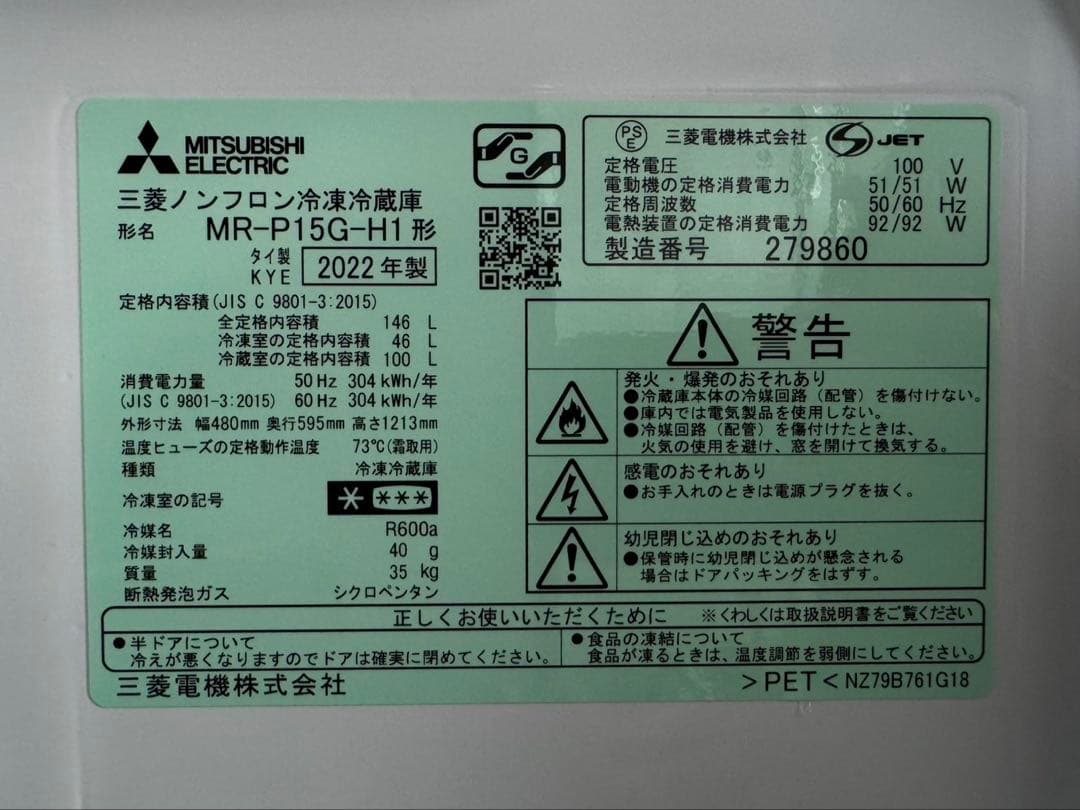 MITSUBISHI
ELECTRIC
三菱ノンフロン冷凍冷蔵庫
形名 MR-P15G-H1形
タイ製
KYE 2022年製
G
PS
E 三菱電機株式会社 S JET
定格電圧 100 V
電動機の定格消費電力 51/51 W
定格周波数 50/60 Hz
電熱装置の定格消費電力 92/92 W
製造番号 279860
定格内容積(JIS C 9801-3:2015)
全定格内容積 146 L
冷凍室の定格内容積 46 L
冷蔵室の定格内容積 100 L
消費電力量 50 Hz 304 kWh/年
(JIS C 9801-3:2015) 60 Hz 304 kWh/年
外形寸法 幅480mm 奥行595mm 高さ1213mm
温度ヒューズの定格動作温度 73℃(霜取用)
種類 冷凍冷蔵庫
冷凍室の記号 * ***
冷媒名 R600a
冷媒封入量 40 g
質量 35 kg
断熱発泡ガス シクロペンタン
警告
発火・爆発のおそれあり
●冷蔵庫本体の冷媒回路(配管)を傷付けない。
●庫内では電気製品を使用しない。
●冷媒回路(配管)を傷付けたときは、
火気の使用を避け、窓を開けて換気する。
感電のおそれあり
●お手入れのときは電源プラグを抜く。
幼児閉じ込めのおそれあり
●保管時に幼児閉じ込めが懸念される
場合はドアパッキングをはずす。
正しくお使いいただくために ※くわしくは取扱説明書をご覧ください
●半ドアについて
冷えが悪くなりますのでドアは確実に閉めてください。
●食品の凍結について
食品が凍るときは、温度調節を弱側にしてください。
三菱電機株式会社 >PET< NZ79B761G18